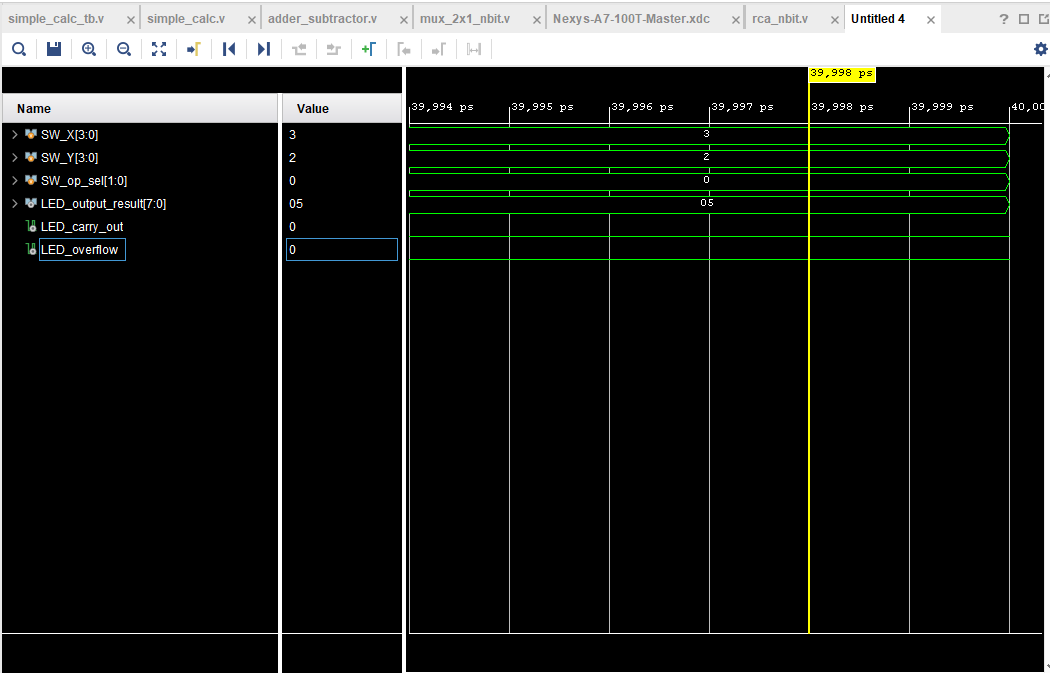 simple_calc_tb.v simple_calc.v adder_subtractor.v mux_2x1_nbit.v Nexys-A7-100T-Master.xdc rca_nbit.v Untitled 4
39,998 ps
Name Value 39,994 ps 39,995 ps 39,996 ps 39,997 ps 39,998 ps 39,999 ps 40,00
SW_X[3:0] 3 3
SW_Y[3:0] 2 2
SW_op_sel[1:0] 0 0
LED_output_result[7:0] 05 05
LED_carry_out 0
LED_overflow 0